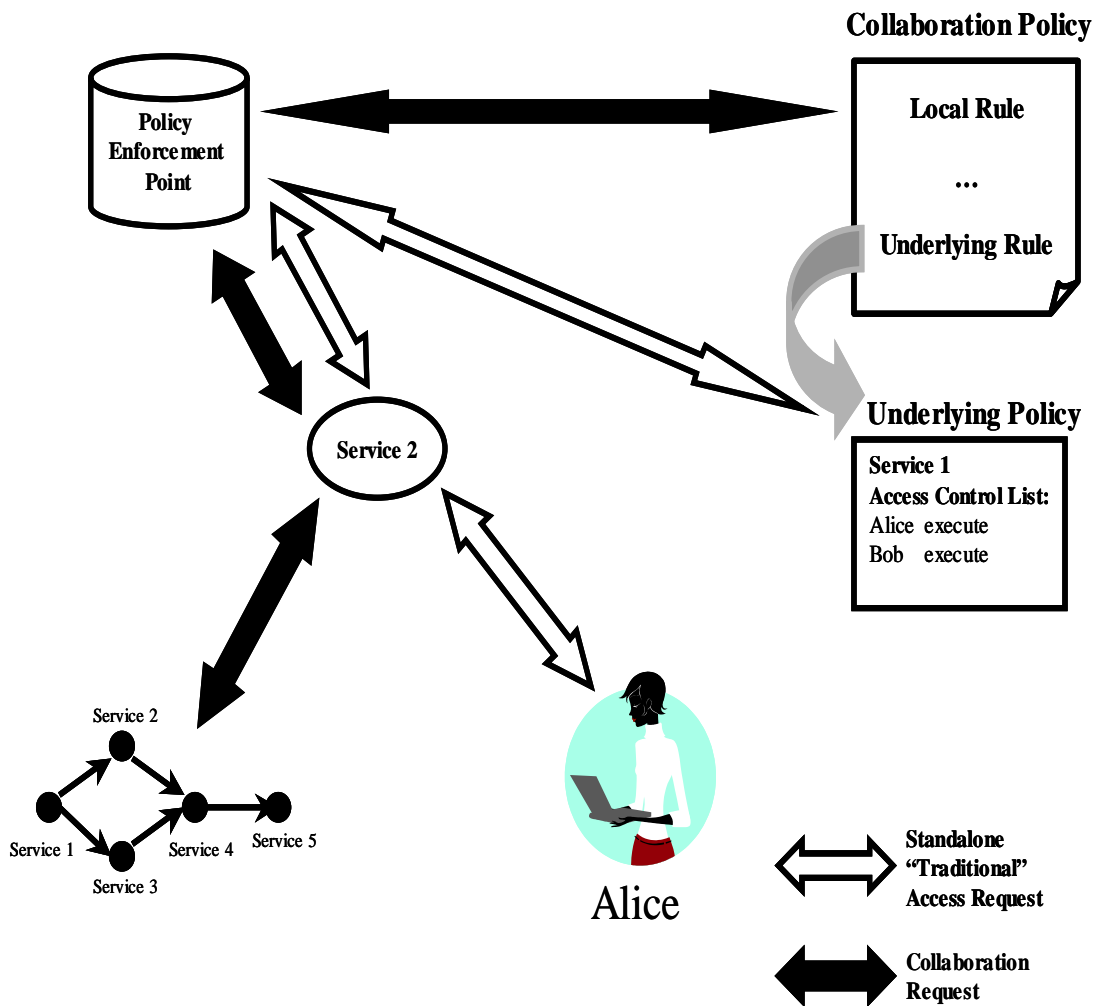 Collaboration Policy
Policy
Enforcement
Point
Local Rule
...
Underlying Rule
Underlying Policy
Service 2
Service 1
Access Control List:
Alice execute
Bob execute
Service 2
Service 1
Service 4
Service 5
Service 3
Alice
Standalone
“Traditional”
Access Request
Collaboration
Request